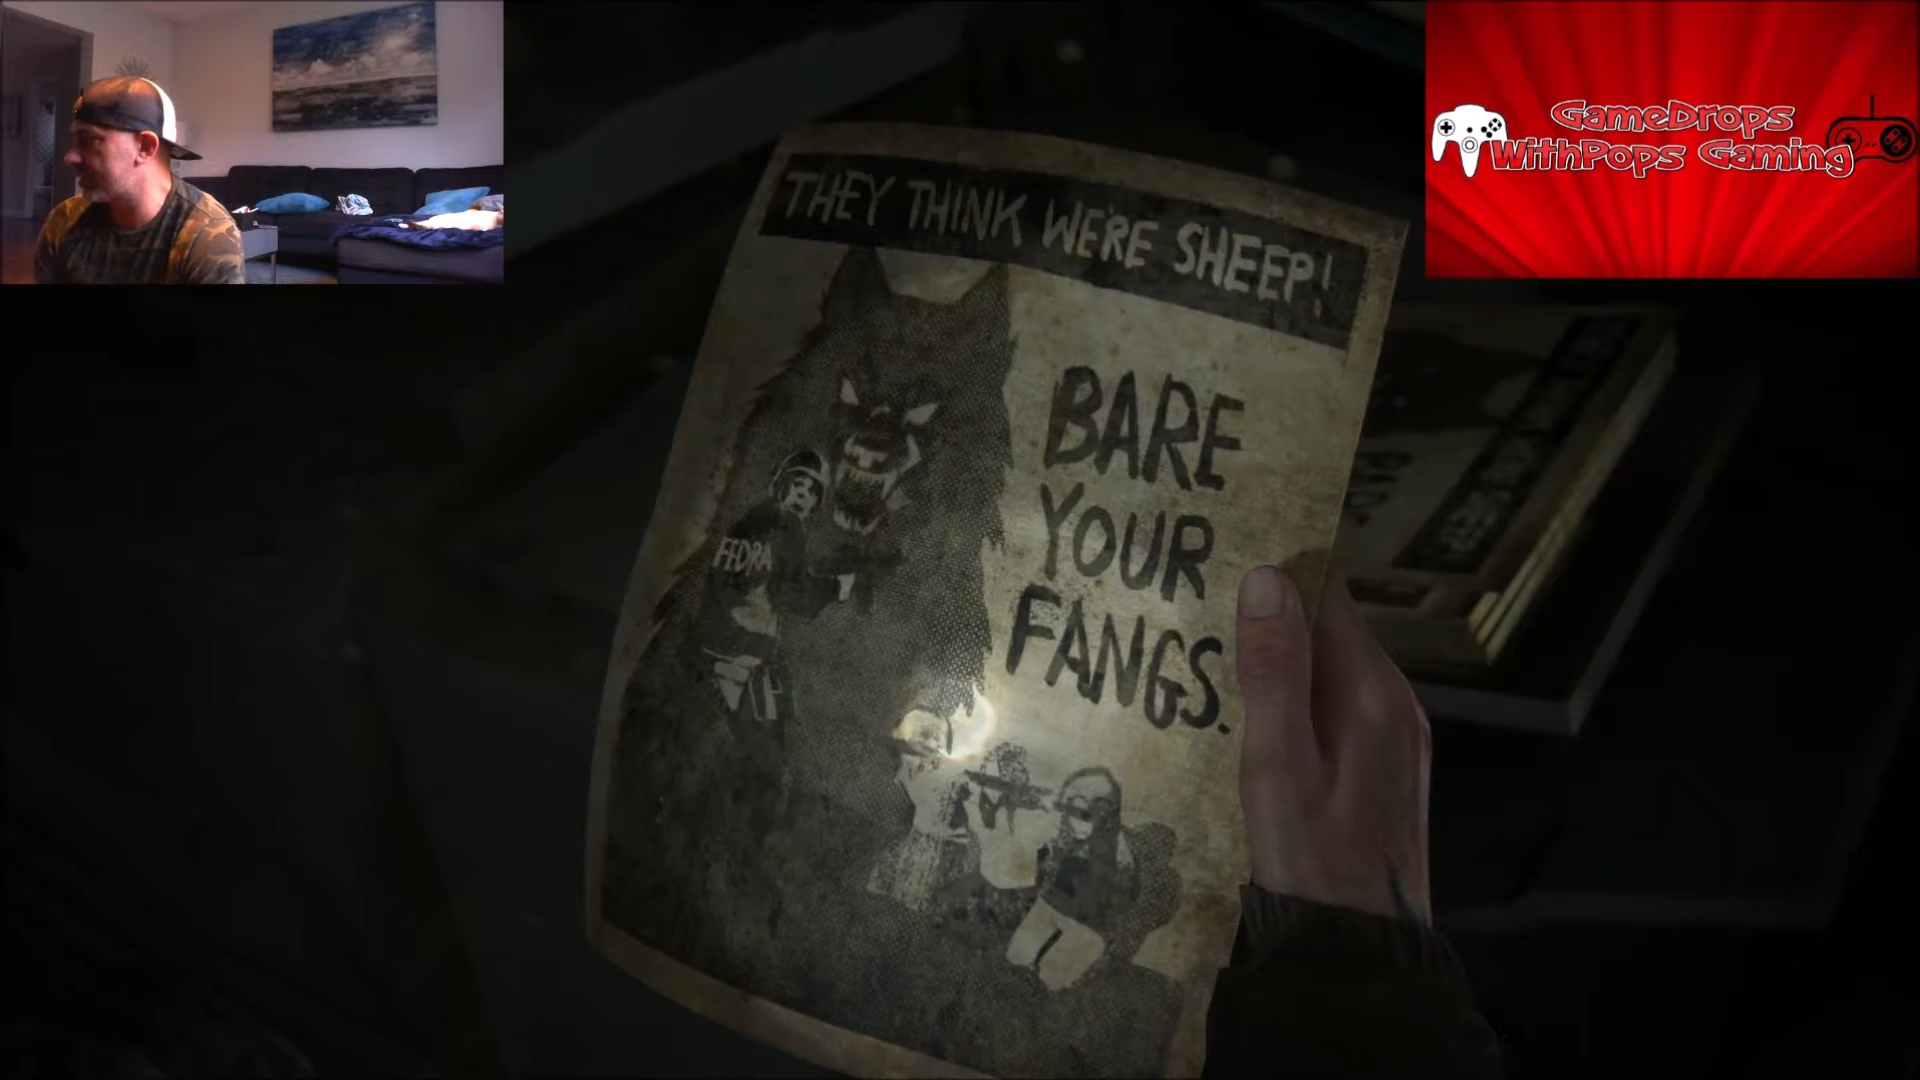 GameDrops
WithPops Gaming
THEY THINK WE'RE SHEEP!
BARE
YOUR
FANGS.
FEDRA